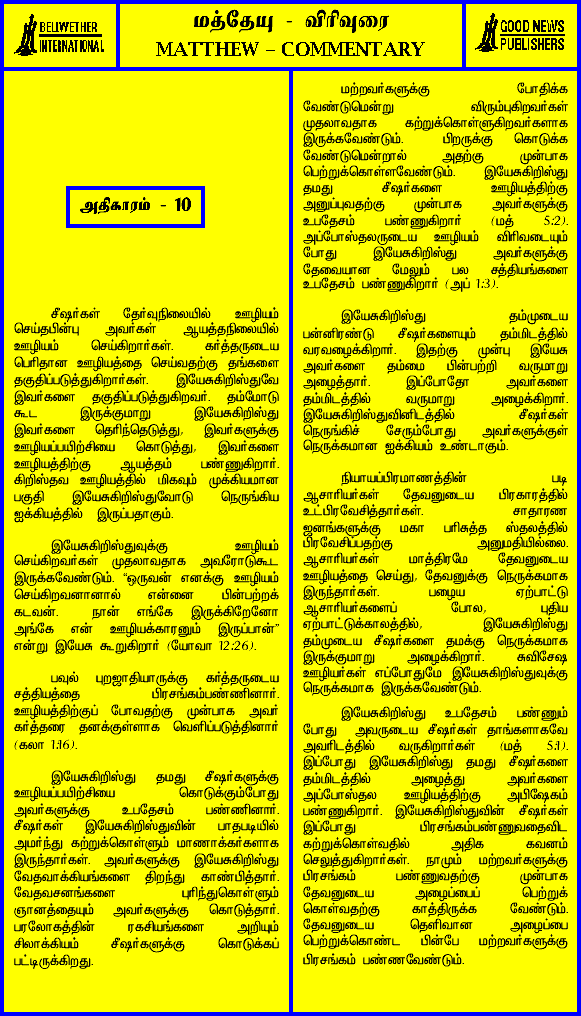 BELIWETHER
INTERNATIONAL
மத்தேயு - விரிவுரை
MATTHEW – COMMENTARY
GOOD NEWS
PUBLISHERS
அதிகாரம் - 10
சீஷர்கள் தேர்வுநிலையில் ஊழியம்
செய்தபின்பு அவர்கள் ஆயத்தநிலையில்
ஊழியம் செய்கிறார்கள். கர்த்தருடைய
பெரிதான ஊழியத்தை செய்வதற்கு தங்களை
தகுதிப்படுத்துகிறார்கள். இயேசுகிறிஸ்துவே
இவர்களை தகுதிப்படுத்துகிறவர். தம்மோடு
கூட இருக்குமாறு இயேசுகிறிஸ்து
இவர்களை தெரிந்தெடுத்து, இவர்களுக்கு
ஊழியப்பயிற்சியை கொடுத்து, இவர்களை
ஊழியத்திற்கு ஆயத்தம் பண்ணுகிறார்.
கிறிஸ்தவ ஊழியத்தில் மிகவும் முக்கியமான
பகுதி இயேசுகிறிஸ்துவோடு நெருங்கிய
ஐக்கியத்தில் இருப்பதாகும்.
இயேசுகிறிஸ்துவுக்கு ஊழியம்
செய்கிறவர்கள் முதலாவதாக அவரோடுகூட
இருக்கவேண்டும். “ஒருவன் எனக்கு ஊழியம்
செய்கிறவனானால் என்னை பின்பற்றக்
கடவன். நான் எங்கே இருக்கிறேனோ
அங்கே என் ஊழியக்காரனும் இருப்பான்”
என்று இயேசு கூறுகிறார் (யோவா 12:26).
பவுல் புறஜாதியாருக்கு கர்த்தருடைய
சத்தியத்தை பிரசங்கம்பண்ணினார்.
ஊழியத்திற்குப் போவதற்கு முன்பாக அவர்
கர்த்தரை தனக்குள்ளாக வெளிப்படுத்தினார்
(கலா 1:16).
இயேசுகிறிஸ்து தமது சீஷர்களுக்கு
ஊழியப்பயிற்சியை கொடுக்கும்போது
அவர்களுக்கு உபதேசம் பண்ணினார்.
சீஷர்கள் இயேசுகிறிஸ்துவின் பாதபடியில்
அமர்ந்து கற்றுக்கொள்ளும் மாணாக்கர்களாக
இருந்தார்கள். அவர்களுக்கு இயேசுகிறிஸ்து
வேதவாக்கியங்களை திறந்து காண்பித்தார்.
வேதவசனங்களை புரிந்துகொள்ளும்
ஞானத்தையும் அவர்களுக்கு கொடுத்தார்.
பரலோகத்தின் ரகசியங்களை அறியும்
சிலாக்கியம் சீஷர்களுக்கு கொடுக்கப்
பட்டிருக்கிறது.
மற்றவர்களுக்கு போதிக்க
வேண்டுமென்று விரும்புகிறவர்கள்
முதலாவதாக கற்றுக்கொள்ளுகிறவர்களாக
இருக்கவேண்டும். பிறருக்கு கொடுக்க
வேண்டுமென்றால் அதற்கு முன்பாக
பெற்றுக்கொள்ளவேண்டும். இயேசுகிறிஸ்து
தமது சீஷர்களை ஊழியத்திற்கு
அனுப்புவதற்கு முன்பாக அவர்களுக்கு
உபதேசம் பண்ணுகிறார் (மத் 5:2).
அப்போஸ்தலருடைய ஊழியம் விரிவடையும்
போது இயேசுகிறிஸ்து அவர்களுக்கு
தேவையான மேலும் பல சத்தியங்களை
உபதேசம் பண்ணுகிறார் (அப் 1:3).
இயேசுகிறிஸ்து தம்முடைய
பன்னிரண்டு சீஷர்களையும் தம்மிடத்தில்
வரவழைக்கிறார். இதற்கு முன்பு இயேசு
அவர்களை தம்மை பின்பற்றி வருமாறு
அழைத்தார். இப்போதோ அவர்களை
தம்மிடத்தில் வருமாறு அழைக்கிறார்.
இயேசுகிறிஸ்துவினிடத்தில் சீஷர்கள்
நெருங்கிச் சேரும்போது அவர்களுக்குள்
நெருக்கமான ஐக்கியம் உண்டாகும்.
நியாயப்பிரமாணத்தின் படி
ஆசாரியர்கள் தேவனுடைய பிரகாரத்தில்
உட்பிரவேசித்தார்கள். சாதாரண
ஜனங்களுக்கு மகா பரிசுத்த ஸ்தலத்தில்
பிரவேசிப்பதற்கு அனுமதியில்லை.
ஆசாரியர்கள் மாத்திரமே தேவனுடைய
ஊழியத்தை செய்து, தேவனுக்கு நெருக்கமாக
இருந்தார்கள். பழைய ஏற்பாட்டு
ஆசாரியர்களைப் போல, புதிய
ஏற்பாட்டுக்காலத்தில், இயேசுகிறிஸ்து
தம்முடைய சீஷர்களை தமக்கு நெருக்கமாக
இருக்குமாறு அழைக்கிறார். சுவிசேஷ
ஊழியர்கள் எப்போதுமே இயேசுகிறிஸ்துவுக்கு
நெருக்கமாக இருக்கவேண்டும்.
இயேசுகிறிஸ்து உபதேசம் பண்ணும்
போது அவருடைய சீஷர்கள் தாங்களாகவே
அவரிடத்தில் வருகிறார்கள் (மத் 5:1).
இப்போது இயேசுகிறிஸ்து தமது சீஷர்களை
தம்மிடத்தில் அழைத்து அவர்களை
அப்போஸ்தல ஊழியத்திற்கு அபிஷேகம்
பண்ணுகிறார். இயேசுகிறிஸ்துவின் சீஷர்கள்
இப்போது பிரசங்கம்பண்ணுவதைவிட
கற்றுக்கொள்வதில் அதிக கவனம்
செலுத்துகிறார்கள். நாமும் மற்றவர்களுக்கு
பிரசங்கம் பண்ணுவதற்கு முன்பாக
தேவனுடைய அழைப்பைப் பெற்றுக்
கொள்வதற்கு காத்திருக்க வேண்டும்.
தேவனுடைய தெளிவான அழைப்பை
பெற்றுக்கொண்ட பின்பே மற்றவர்களுக்கு
பிரசங்கம் பண்ணவேண்டும்.